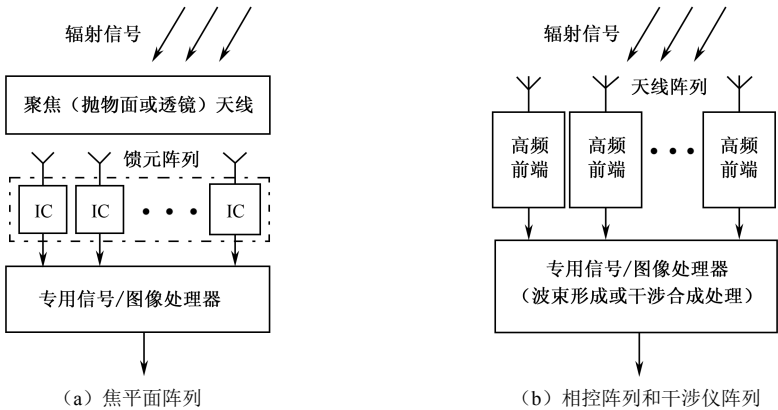 辐射信号
聚焦（抛物面或透镜）天线
馈元阵列
IC
IC
IC
专用信号/图像处理器
（a）焦平面阵列
辐射信号
天线阵列
高频
前端
高频
前端
高频
前端
专用信号/图像处理器
（波束形成或干涉合成处理）
（b）相控阵列和干涉仪阵列